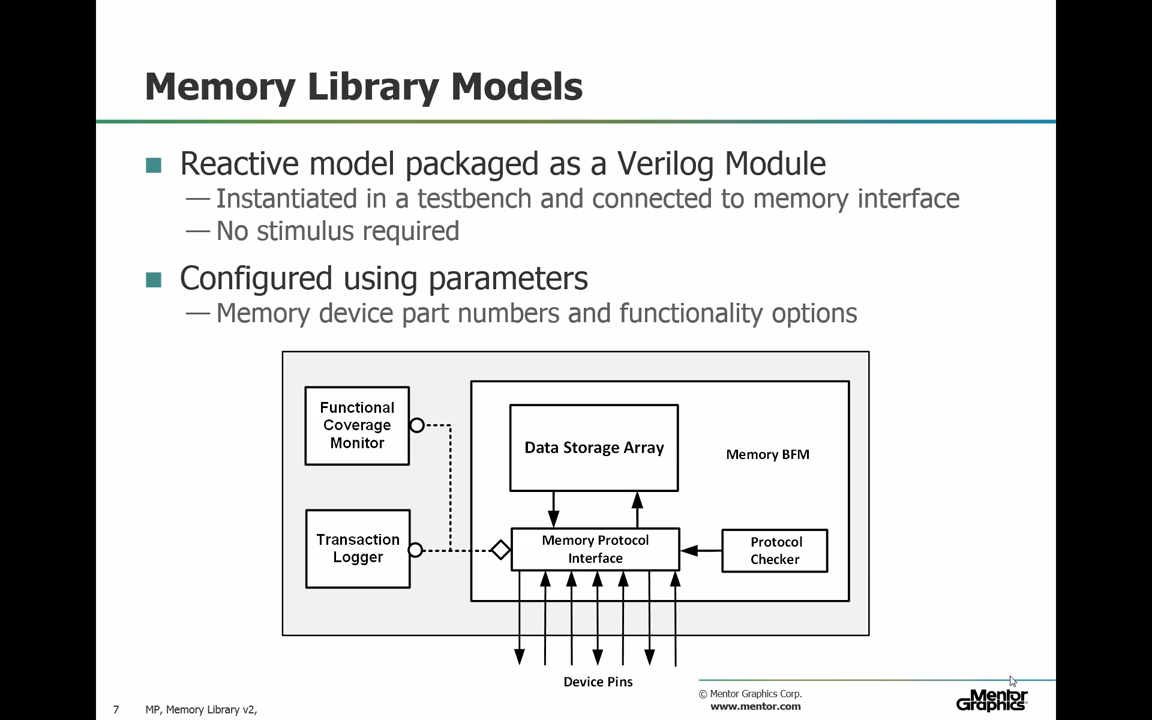 Memory Library Models
Reactive model packaged as a Verilog Module
— Instantiated in a testbench and connected to memory interface
— No stimulus required
Configured using parameters
— Memory device part numbers and functionality options
Functional
Coverage
Monitor
Data Storage Array
Memory BFM
Transaction
Logger
Memory Protocol
Interface
Protocol
Checker
Device Pins
7
MP, Memory Library v2,
© Mentor Graphics Corp.
www.mentor.com
Mentor
Graphics